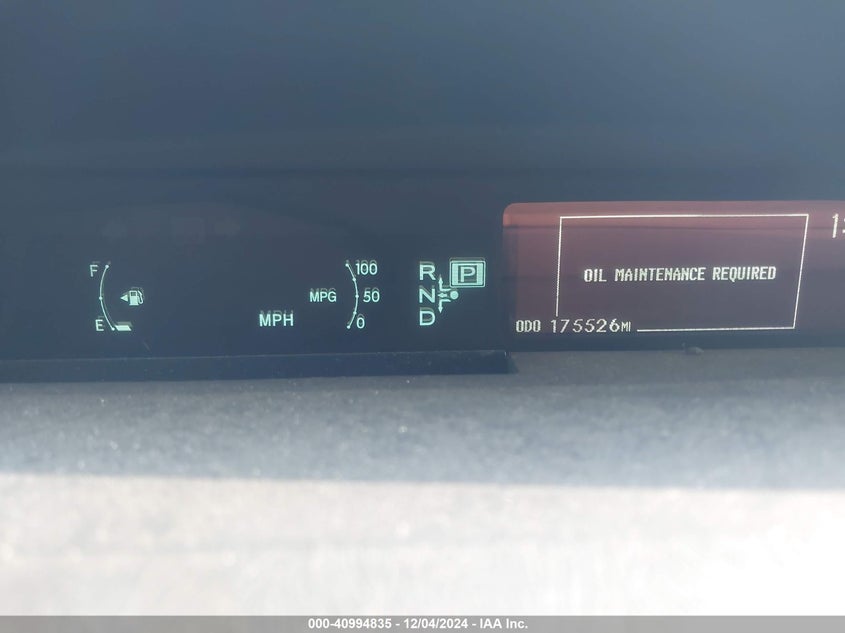 F
E
MPH
MPG
100
50
0
R
N
D
P
OIL MAINTENANCE REQUIRED
ODO 175526MI
000-40994835 - 12/04/2024 - IAA Inc.